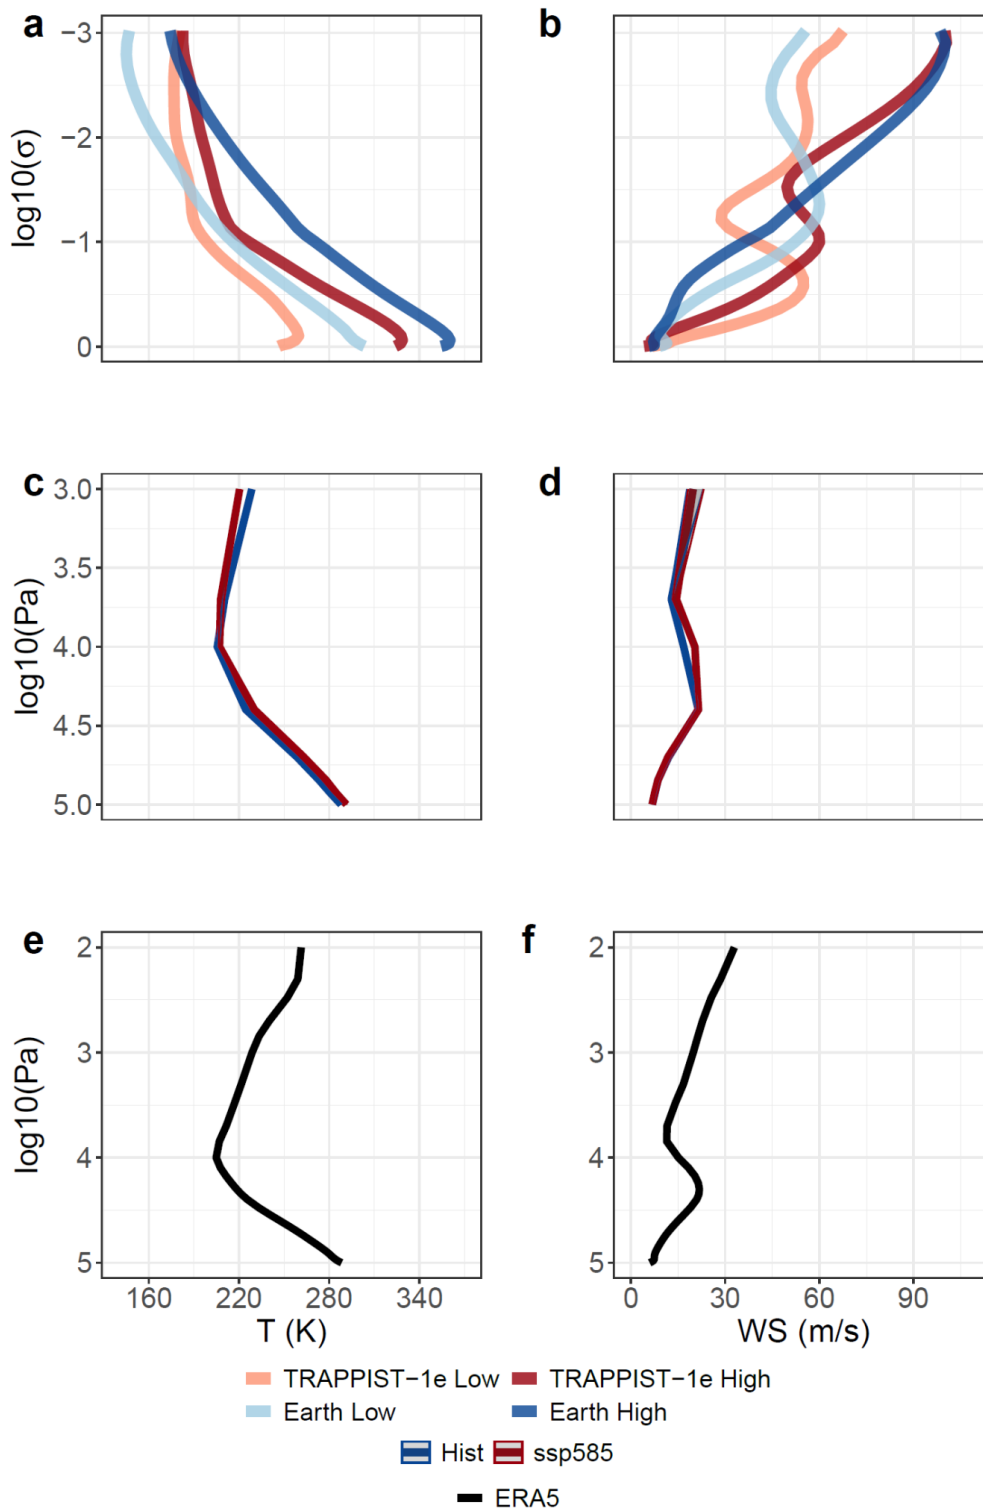 a
b
−3
−2
−1
0
log10(σ)
c
d
3.0
3.5
4.0
4.5
5.0
log10(Pa)
e
f
2
3
4
5
log10(Pa)
2
3
4
5
160 220 280 340
0 30 60 90
T (K)
WS (m/s)
TRAPPIST−1e Low TRAPPIST−1e High
Earth Low Earth High
Hist ssp585
ERA5